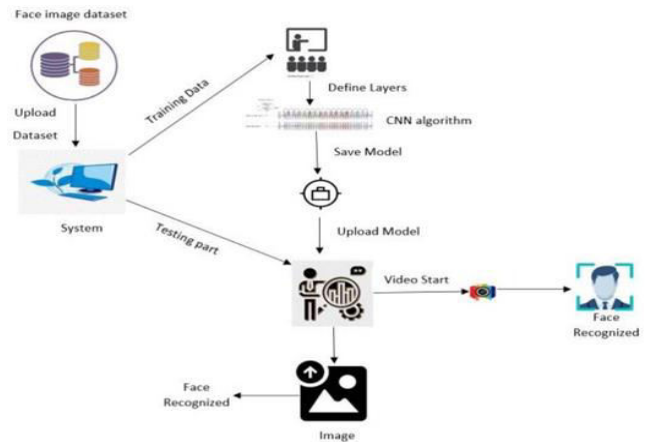 Face image dataset
Upload
Dataset
System
Training Data
Testing part
Define Layers
CNN algorithm
Save Model
Upload Model
Video Start
Face
Recognized
Face
Recognized
Image